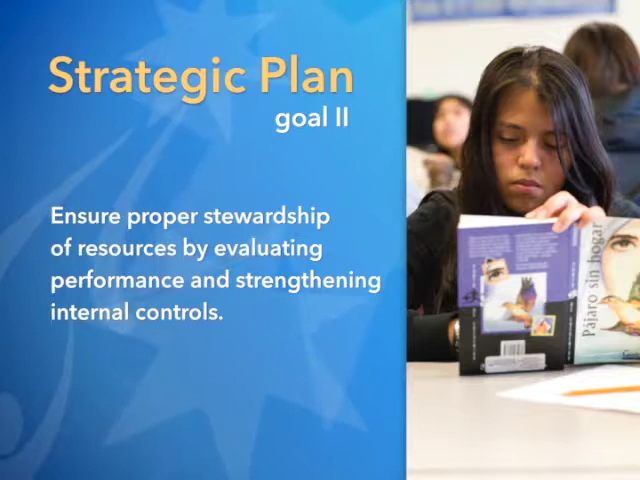 Strategic Plan
goal II
Ensure proper stewardship
of resources by evaluating
performance and strengthening
internal controls.
Pájaro sin hogar